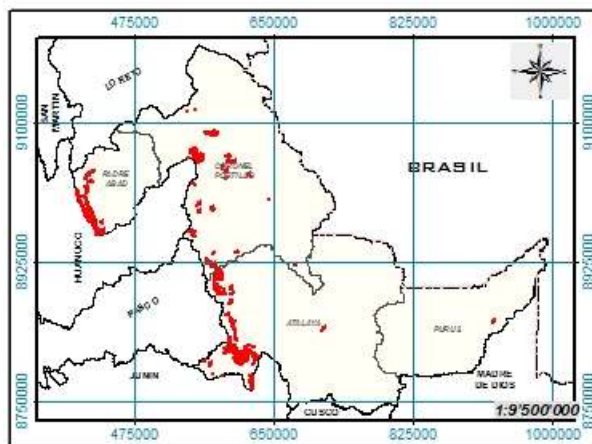 475000 650000 825000 1000000
9100000 9100000
8925000 8925000
8750000 8750000
LORETO
SAN
MARTIN
PADRE
ABAD
CORONEL
PORTILLO
BRASIL
HUANUCO
PASCO
ATALAYA
PURUS
JUNIN
MADRE
DE DIOS
CUSCO
1:9'500'000
475000 650000 825000 1000000